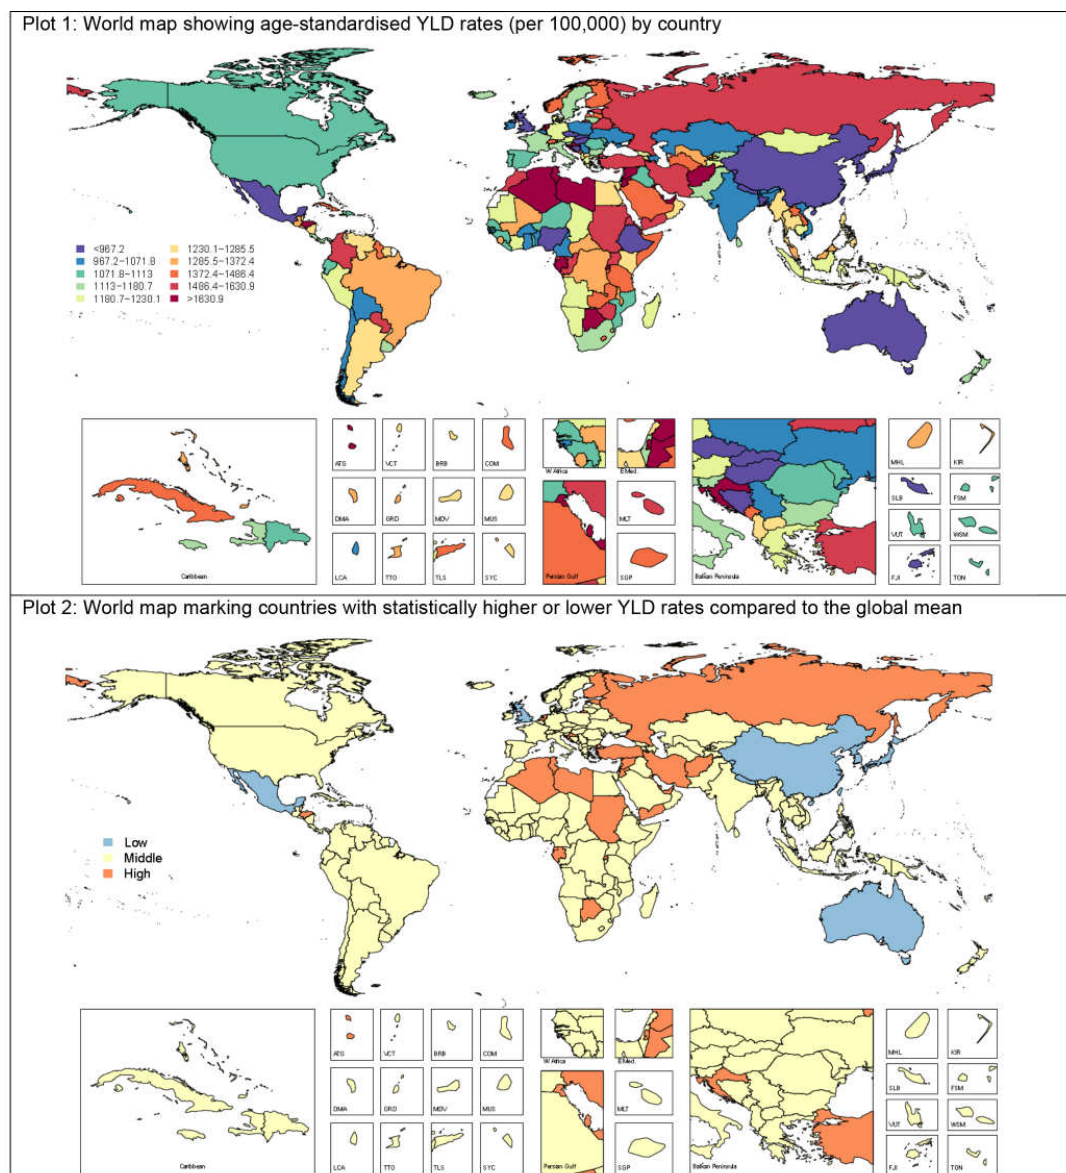 Plot 1: World map showing age-standardised YLD rates (per 100,000) by country
<967.2
967.2–1071.8
1071.8–1113
1113–1180.7
1180.7–1230.1
1230.1–1285.5
1285.5–1372.4
1372.4–1486.4
1486.4–1630.9
>1630.9
Caribbean
ATG
VCT
BRB
COM
DMA
GRD
MDV
MUS
LCA
TTO
TLS
SYC
W Africa
E Med.
Persian Gulf
MLT
SGP
Balkan Peninsula
MHL
KIR
SLB
FSM
VUT
WSM
FJI
TON
Plot 2: World map marking countries with statistically higher or lower YLD rates compared to the global mean
Low
Middle
High
Caribbean
ATG
VCT
BRB
COM
DMA
GRD
MDV
MUS
LCA
TTO
TLS
SYC
W Africa
E Med.
Persian Gulf
MLT
SGP
Balkan Peninsula
MHL
KIR
SLB
FSM
VUT
WSM
FJI
TON